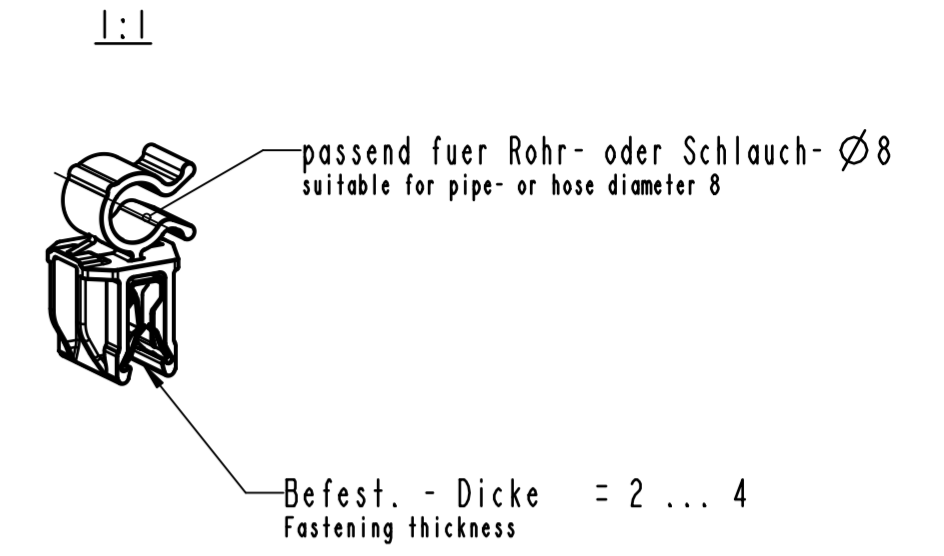 1:1
passend fuer Rohr- oder Schlauch- Ø8
suitable for pipe- or hose diameter 8
Befest. - Dicke = 2 ... 4
Fastening thickness